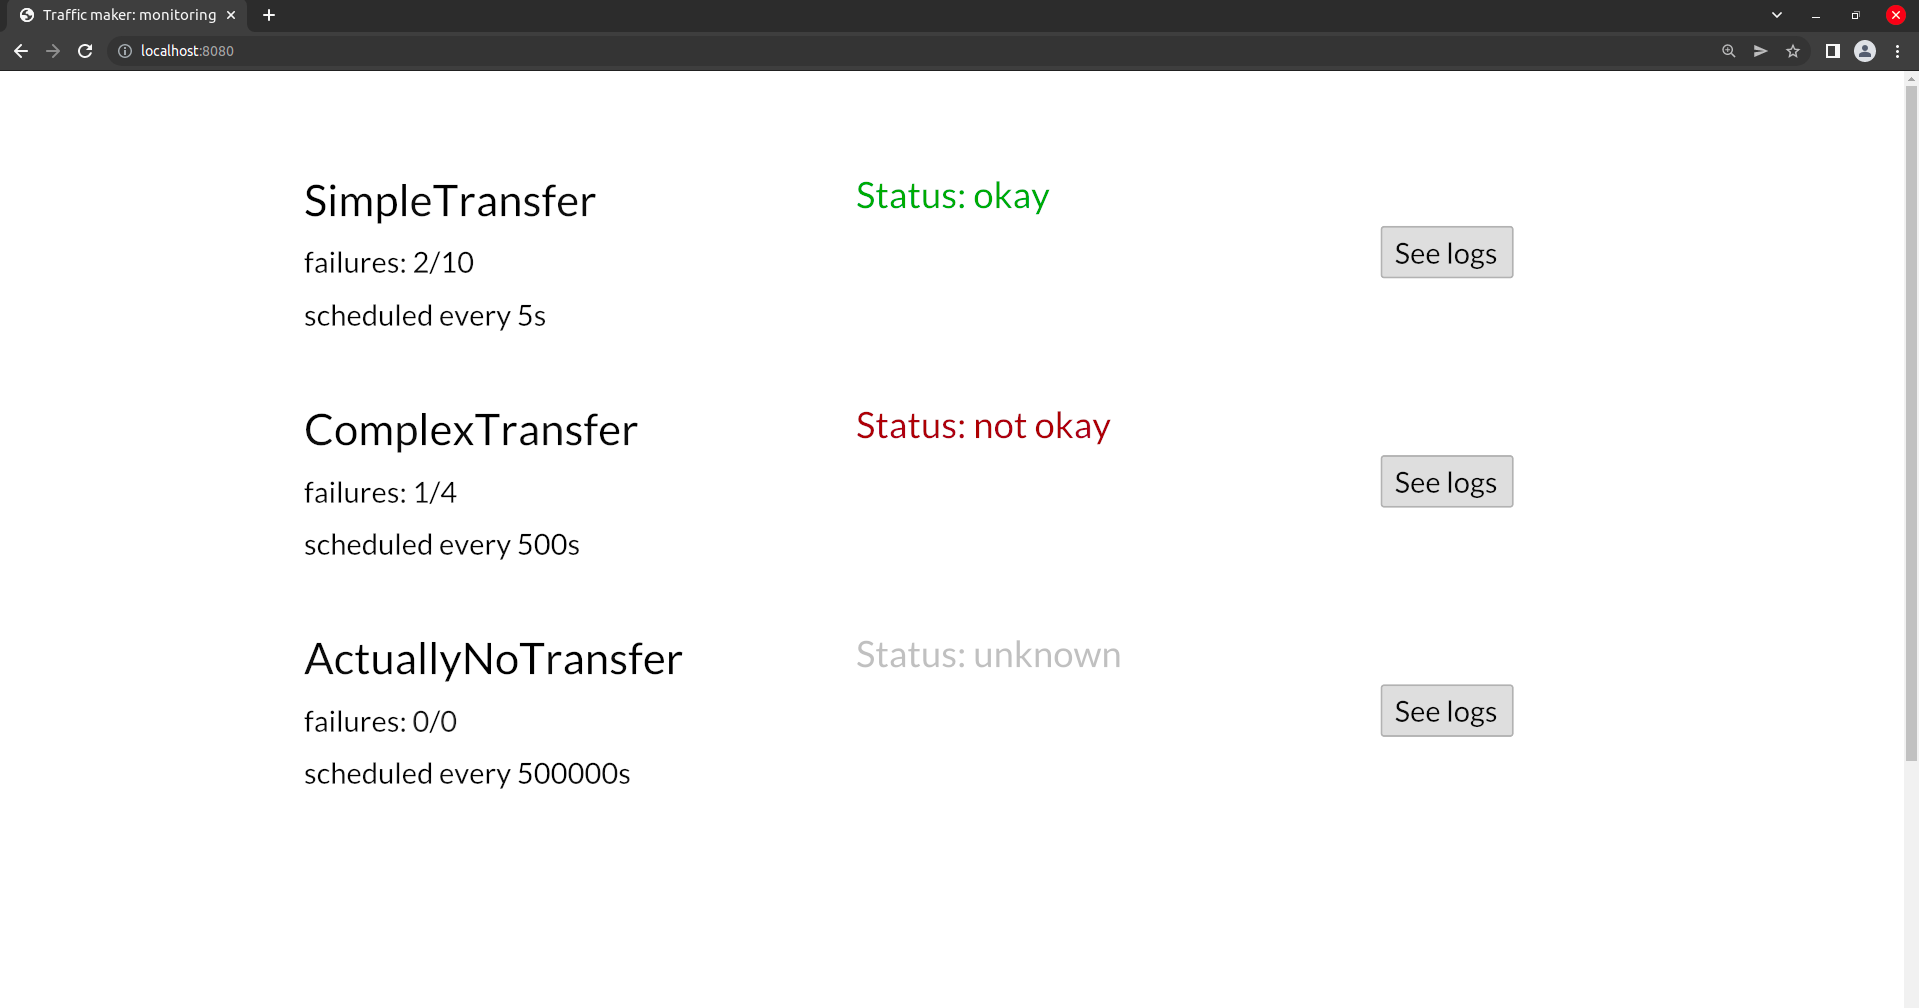 Traffic maker: monitoring
localhost:8080
SimpleTransfer
Status: okay
failures: 2/10
See logs
scheduled every 5s
ComplexTransfer
Status: not okay
failures: 1/4
See logs
scheduled every 500s
ActuallyNoTransfer
Status: unknown
failures: 0/0
See logs
scheduled every 500000s